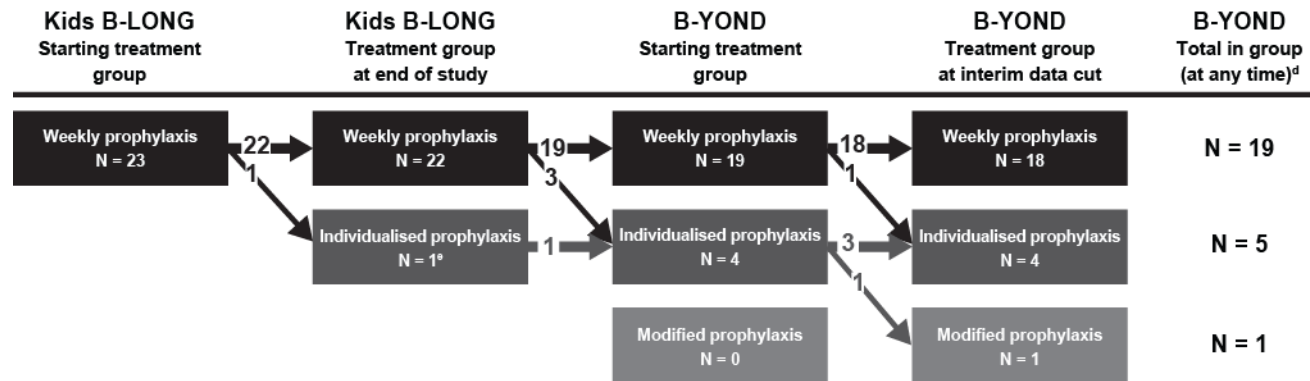 Kids B-LONG
Starting treatment
group
Kids B-LONG
Treatment group
at end of study
B-YOND
Starting treatment
group
B-YOND
Treatment group
at interim data cut
B-YOND
Total in group
(at any time)ᵈ
Weekly prophylaxis
N = 23
22
1
Weekly prophylaxis
N = 22
19
3
Weekly prophylaxis
N = 19
18
1
Weekly prophylaxis
N = 18
N = 19
Individualised prophylaxis
N = 1ᵉ
1
Individualised prophylaxis
N = 4
3
1
Individualised prophylaxis
N = 4
N = 5
Modified prophylaxis
N = 0
Modified prophylaxis
N = 1
N = 1